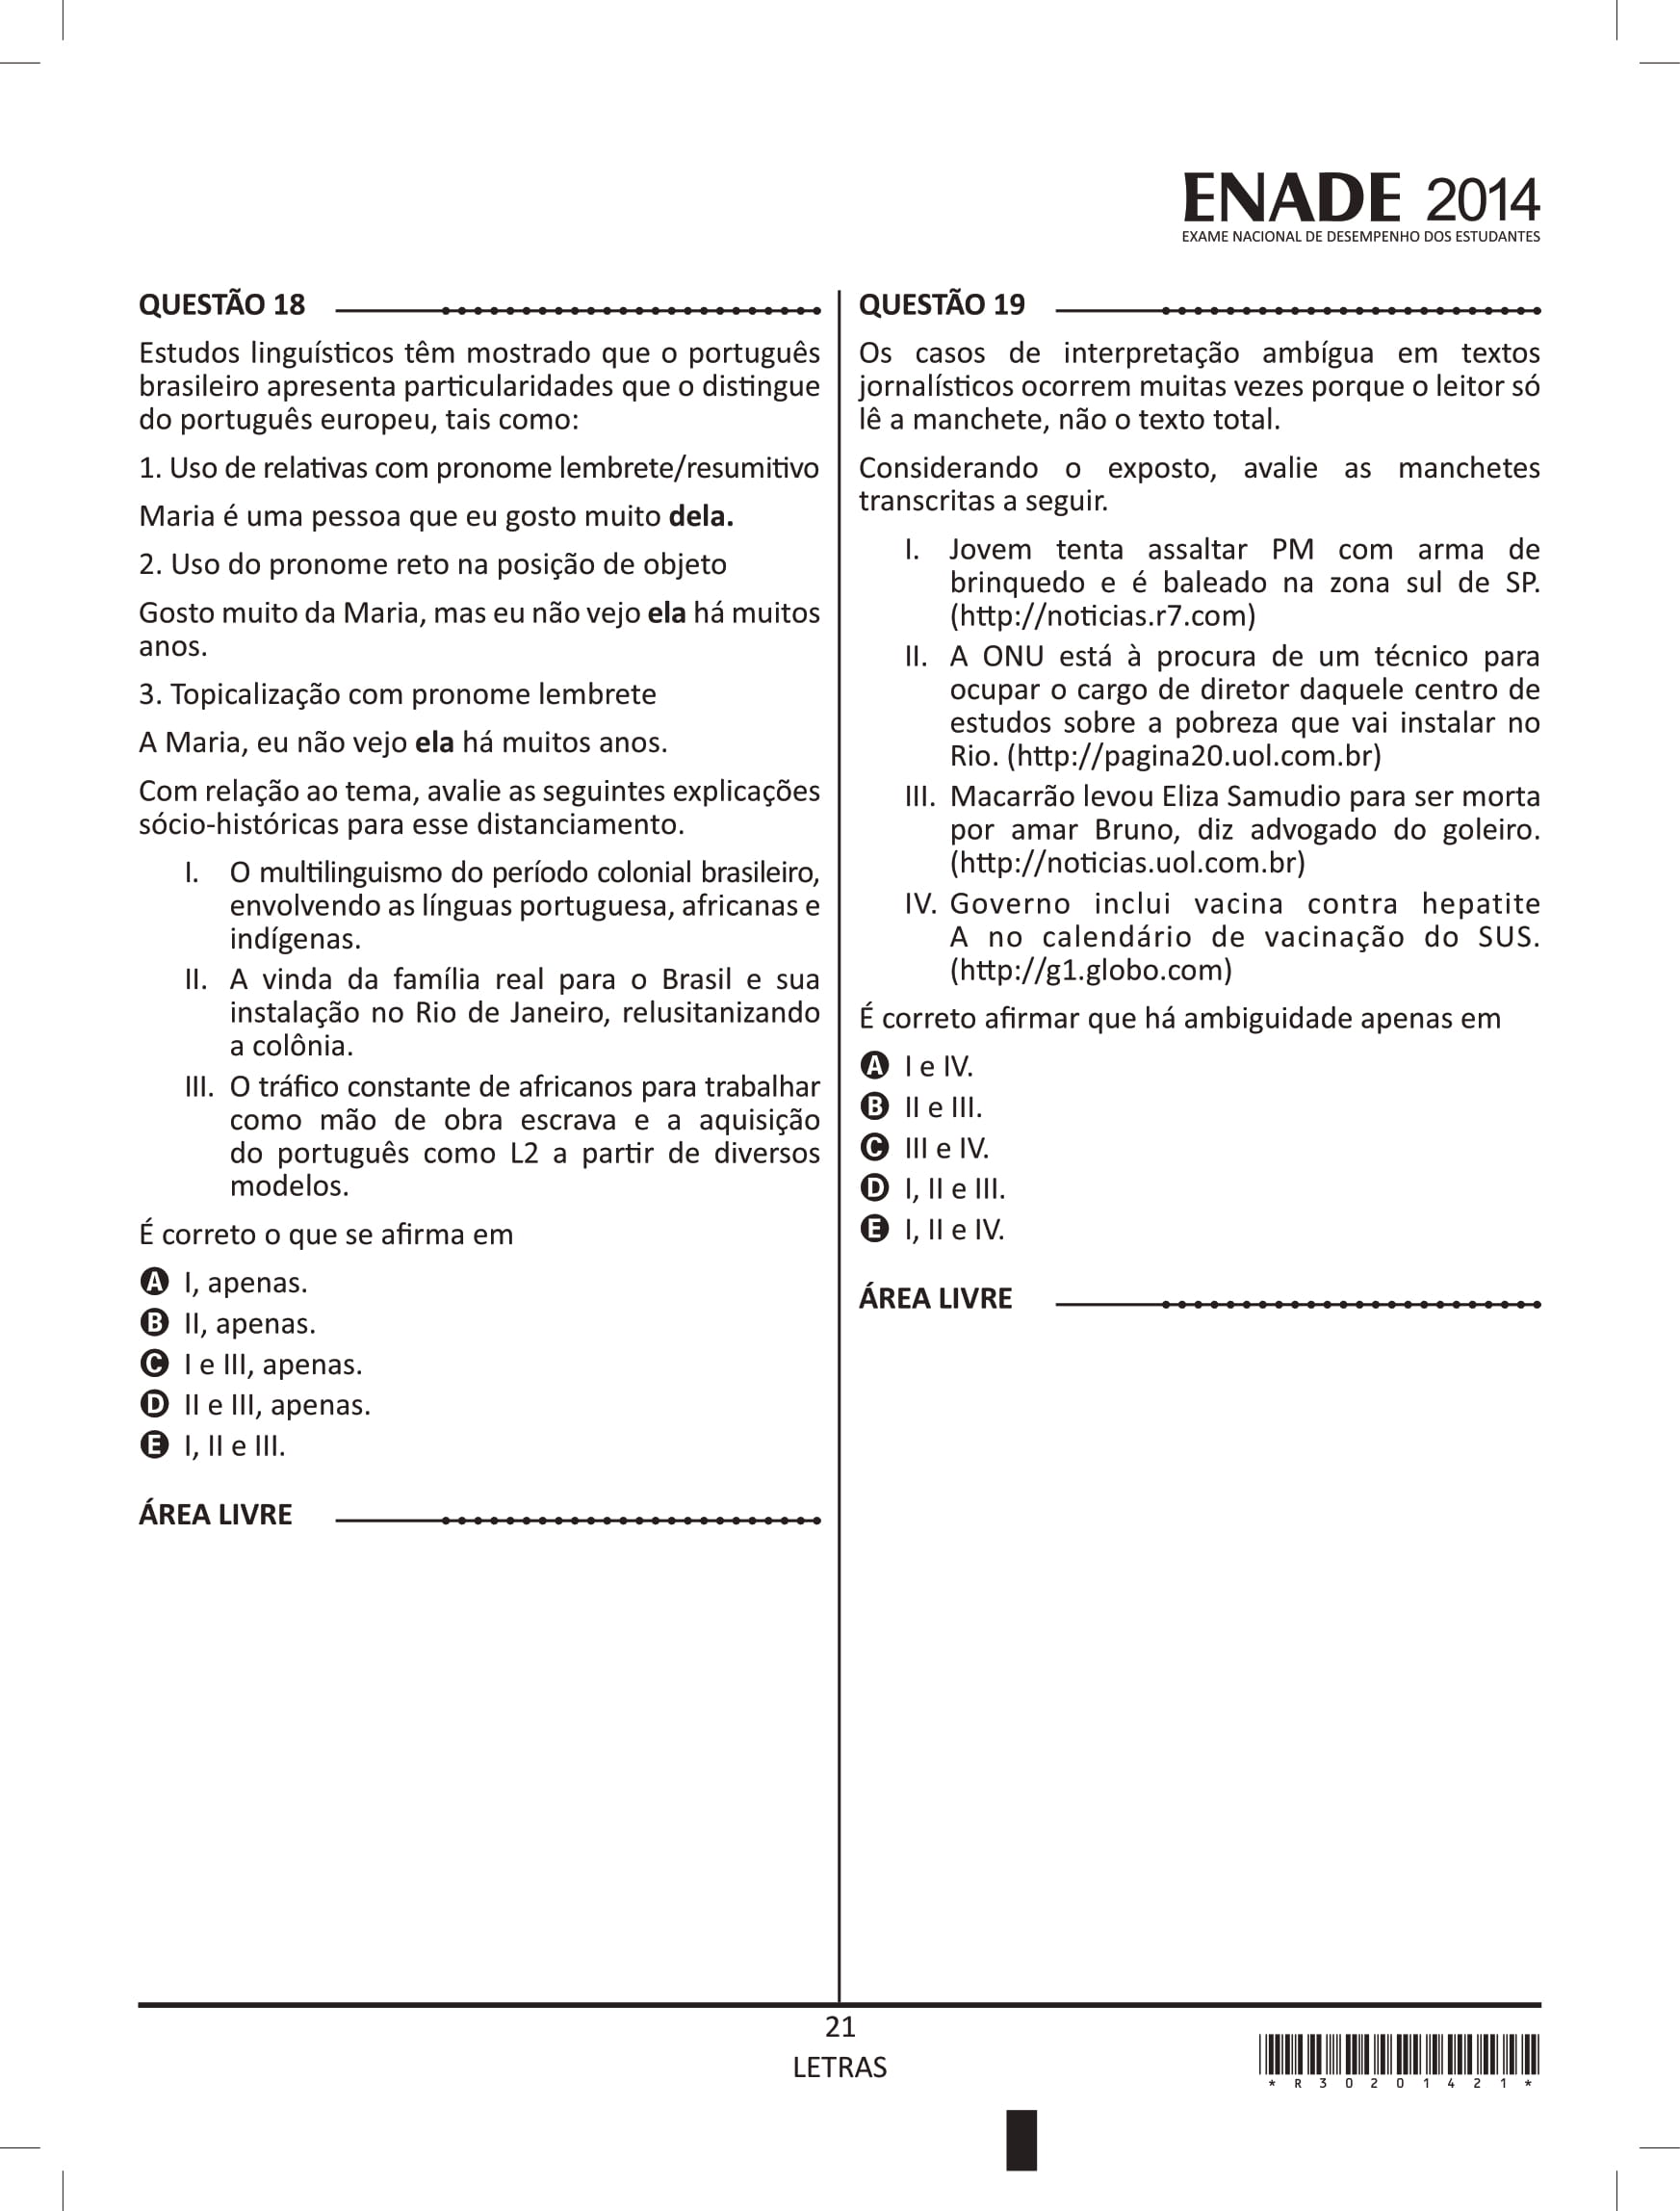 ENADE 2014
EXAME NACIONAL DE DESEMPENHO DOS ESTUDANTES
QUESTÃO 18
Estudos linguísticos têm mostrado que o português
brasileiro apresenta particularidades que o distingue
do português europeu, tais como:
1. Uso de relativas com pronome lembrete/resumitivo
Maria é uma pessoa que eu gosto muito dela.
2. Uso do pronome reto na posição de objeto
Gosto muito da Maria, mas eu não vejo ela há muitos
anos.
3. Topicalização com pronome lembrete
A Maria, eu não vejo ela há muitos anos.
Com relação ao tema, avalie as seguintes explicações
sócio-históricas para esse distanciamento.
I. O multilinguismo do período colonial brasileiro,
envolvendo as línguas portuguesa, africanas e
indígenas.
II. A vinda da família real para o Brasil e sua
instalação no Rio de Janeiro, relusitanizando
a colônia.
III. O tráfico constante de africanos para trabalhar
como mão de obra escrava e a aquisição
do português como L2 a partir de diversos
modelos.
É correto o que se afirma em
A I, apenas.
B II, apenas.
C I e III, apenas.
D II e III, apenas.
E I, II e III.
ÁREA LIVRE
QUESTÃO 19
Os casos de interpretação ambígua em textos
jornalísticos ocorrem muitas vezes porque o leitor só
lê a manchete, não o texto total.
Considerando o exposto, avalie as manchetes
transcritas a seguir.
I. Jovem tenta assaltar PM com arma de
brinquedo e é baleado na zona sul de SP.
(http://noticias.r7.com)
II. A ONU está à procura de um técnico para
ocupar o cargo de diretor daquele centro de
estudos sobre a pobreza que vai instalar no
Rio. (http://pagina20.uol.com.br)
III. Macarrão levou Eliza Samudio para ser morta
por amar Bruno, diz advogado do goleiro.
(http://noticias.uol.com.br)
IV. Governo inclui vacina contra hepatite
A no calendário de vacinação do SUS.
(http://g1.globo.com)
É correto afirmar que há ambiguidade apenas em
A I e IV.
B II e III.
C III e IV.
D I, II e III.
E I, II e IV.
ÁREA LIVRE
21
LETRAS
*R30201421*